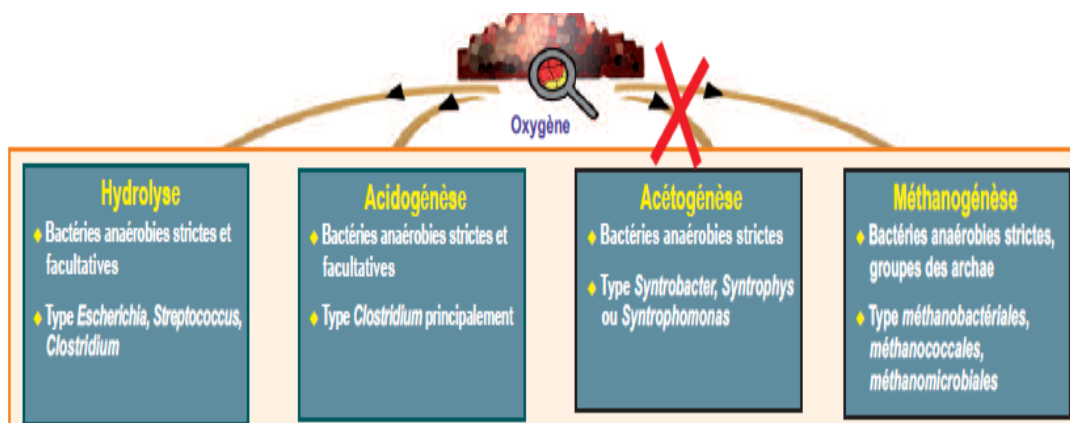 Oxygène
Hydrolyse
♦ Bactéries anaérobies strictes et
facultatives
♦ Type Escherichia, Streptococcus,
Clostridium
Acidogénèse
♦ Bactéries anaérobies strictes et
facultatives
♦ Type Clostridium principalement
Acétogénèse
♦ Bactéries anaérobies strictes
♦ Type Syntrobacter, Syntrophys
ou Syntrophomonas
Méthanogénèse
♦ Bactéries anaérobies strictes,
groupes des archae
♦ Type méthanobactériales,
méthanococcales,
méthanomicrobiales